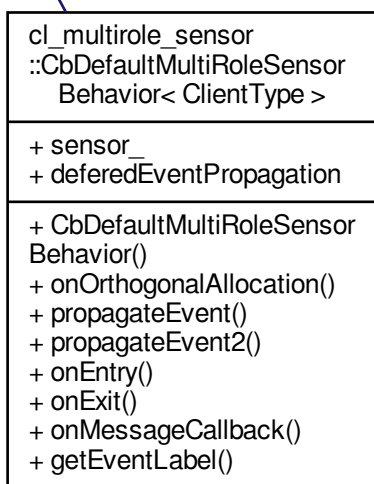 cl_multirole_sensor
::CbDefaultMultiRoleSensor
Behavior< ClientType >
+ sensor_
+ deferedEventPropagation
+ CbDefaultMultiRoleSensor
Behavior()
+ onOrthogonalAllocation()
+ propagateEvent()
+ propagateEvent2()
+ onEntry()
+ onExit()
+ onMessageCallback()
+ getEventLabel()